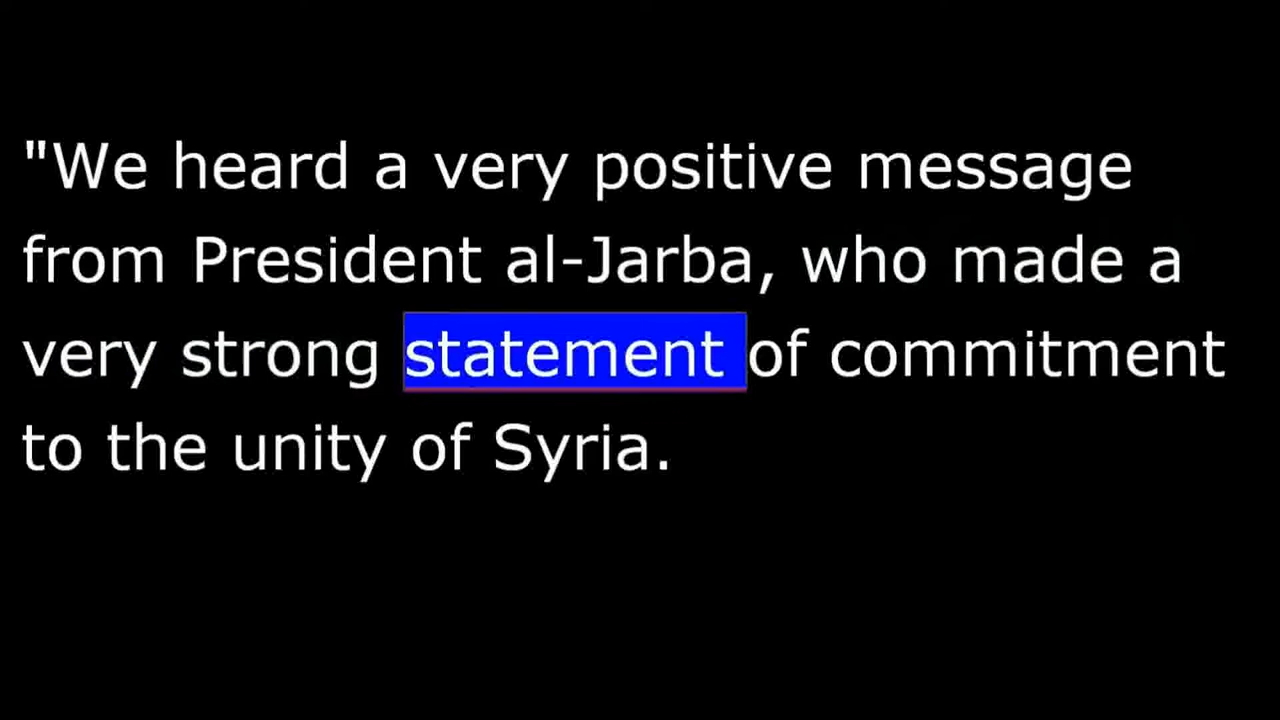 "We heard a very positive message
from President al-Jarba, who made a
very strong statement of commitment
to the unity of Syria.